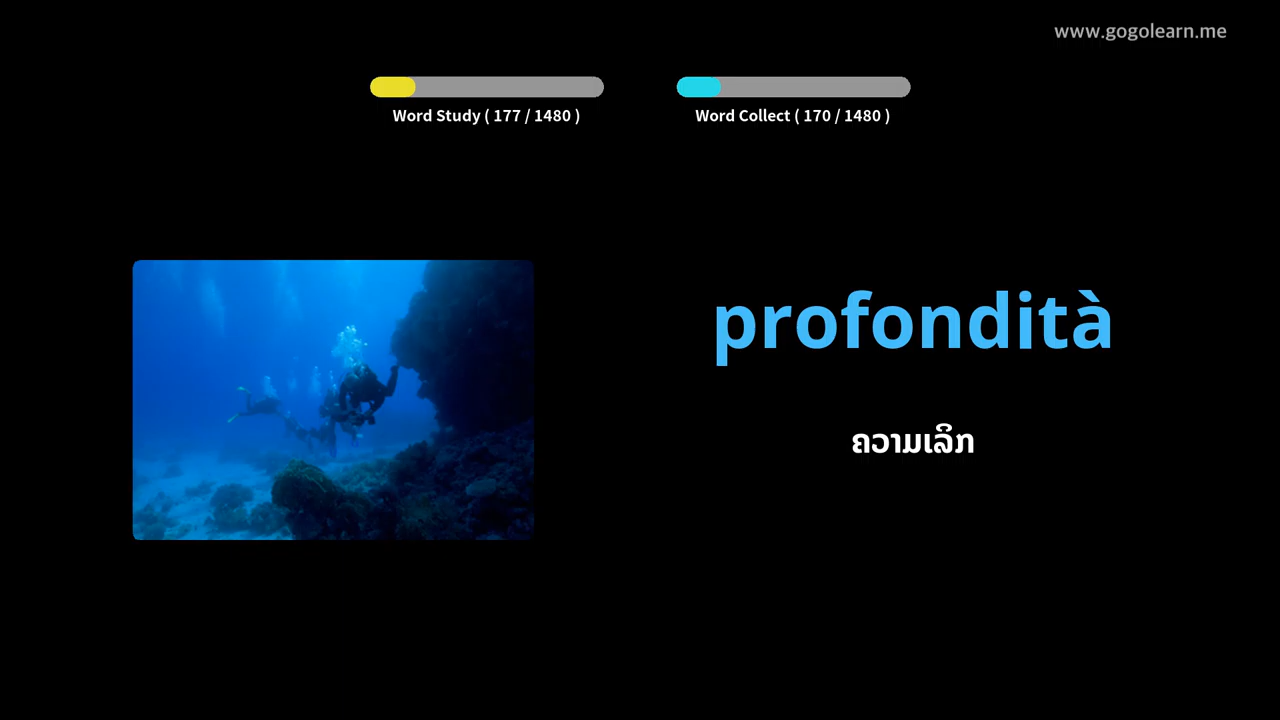 www.gogolearn.me
Word Study ( 177 / 1480 )
Word Collect ( 170 / 1480 )
profondità
ຄວາມເລິກ